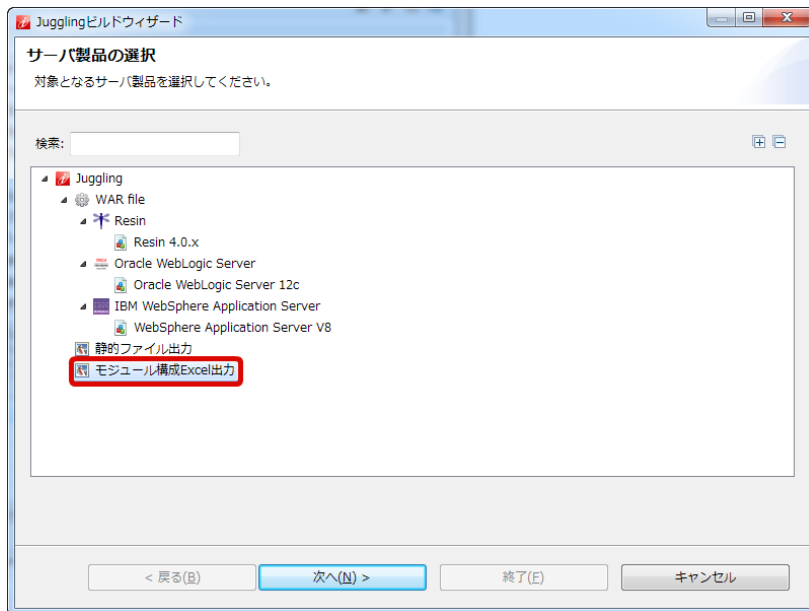 Jugglingビルドウィザード
サーバ製品の選択
対象となるサーバ製品を選択してください。
検索:
Juggling
WAR file
Resin
Resin 4.0.x
Oracle WebLogic Server
Oracle WebLogic Server 12c
IBM WebSphere Application Server
WebSphere Application Server V8
静的ファイル出力
モジュール構成Excel出力
< 戻る(B) 次へ(N) > 終了(F) キャンセル